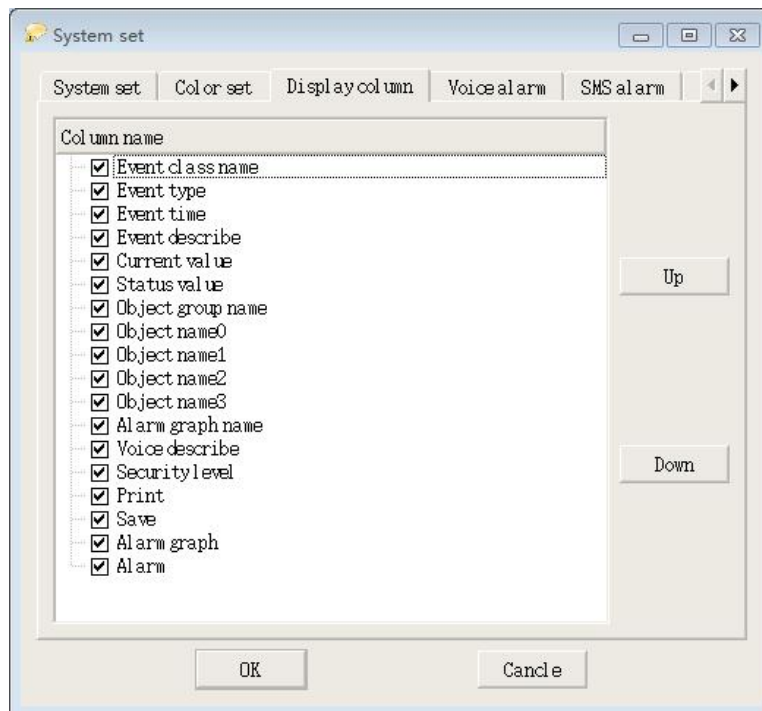 System set
System set Color set Display column Voice alarm SMS alarm
Column name
Event class name
Event type
Event time
Event describe
Current value
Status value
Object group name
Object name0
Object name1
Object name2
Object name3
Alarm graph name
Voice describe
Security level
Print
Save
Alarm graph
Alarm
Up
Down
OK Cancle